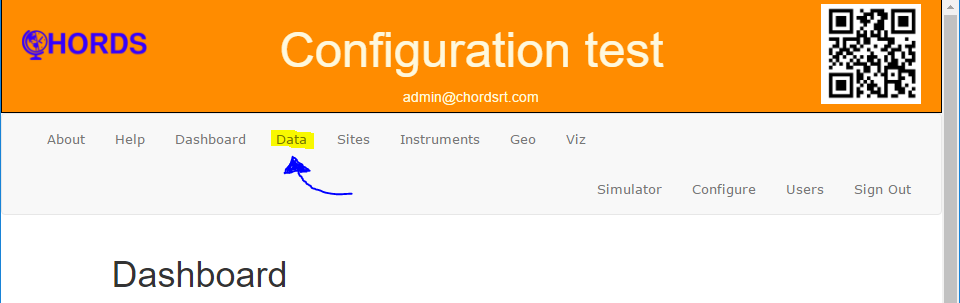 CHORDS
Configuration test
admin@chordsrt.com
About Help Dashboard Data Sites Instruments Geo Viz
Simulator Configure Users Sign Out
Dashboard